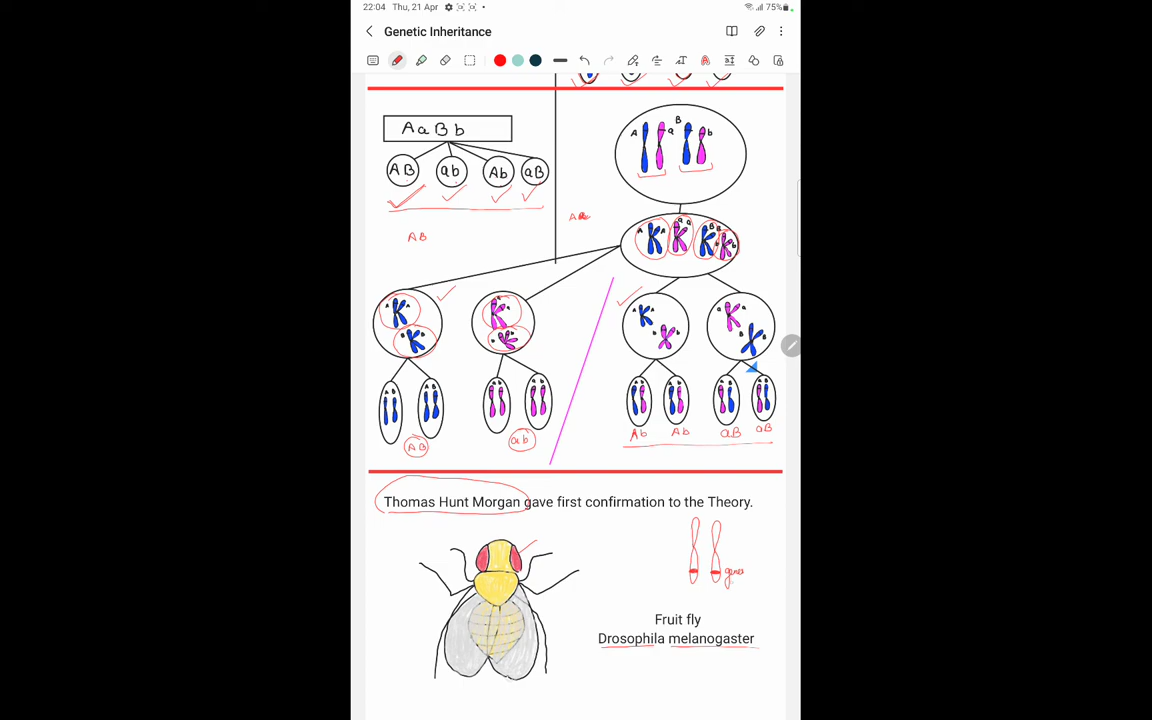 22:04 Thu, 21 Apr
75%
Genetic Inheritance
AaBb
AB ab Ab aB
AB
A a B b
A A a a B B b b
A A B B
a a b b
A A b b
a a B B
A B A B
a b a b
A b A b
a B a B
AB
ab
Ab Ab aB aB
Thomas Hunt Morgan gave first confirmation to the Theory.
genes
Fruit fly
Drosophila melanogaster